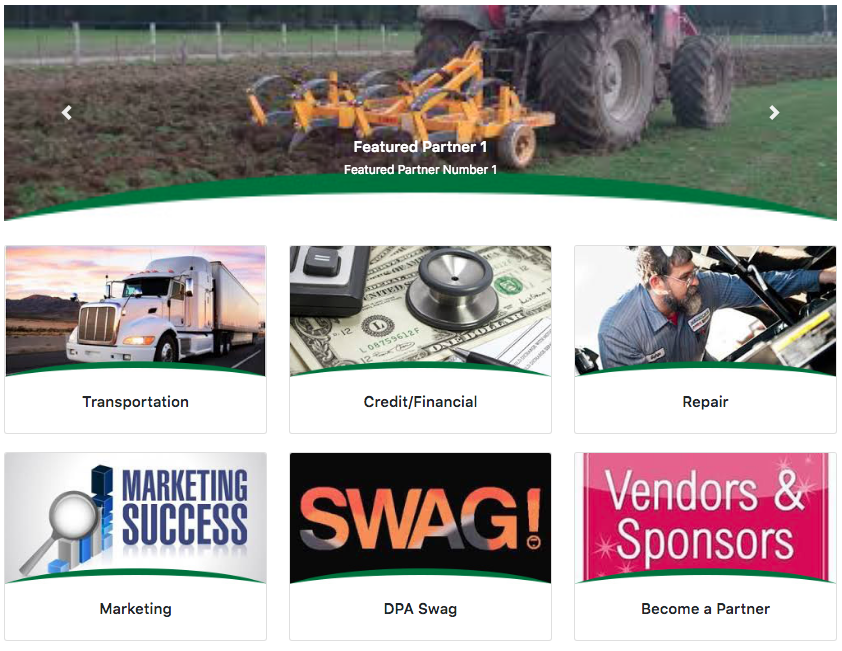 Featured Partner 1
Featured Partner Number 1
Transportation
Credit/Financial
Repair
MARKETING
SUCCESS
SWAG!
Vendors &
Sponsors
Marketing
DPA Swag
Become a Partner